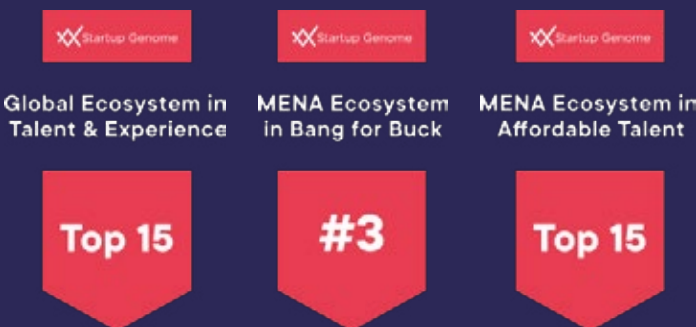 Startup Genome
Global Ecosystem in
Talent & Experience
Top 15
Startup Genome
MENA Ecosystem
in Bang for Buck
#3
Startup Genome
MENA Ecosystem in
Affordable Talent
Top 15